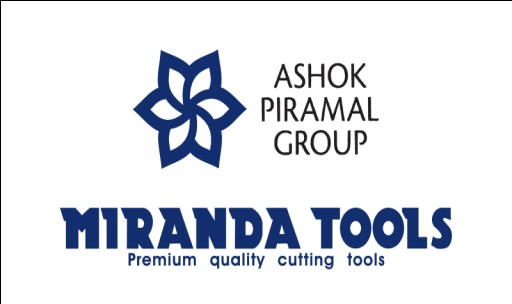 ASHOK
PIRAMAL
GROUP
MIRANDA TOOLS
Premium quality cutting tools